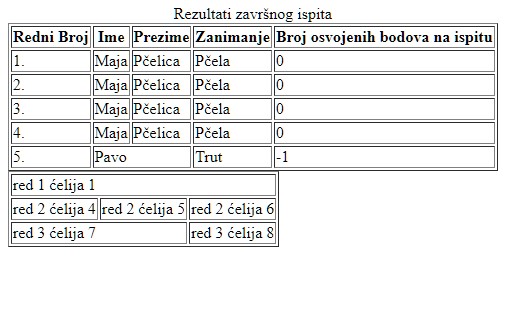 Rezultati završnog ispita
Redni Broj Ime Prezime Zanimanje Broj osvojenih bodova na ispitu
1. Maja Pčelica Pčela 0
2. Maja Pčelica Pčela 0
3. Maja Pčelica Pčela 0
4. Maja Pčelica Pčela 0
5. Pavo Trut -1
red 1 ćelija 1
red 2 ćelija 4 red 2 ćelija 5 red 2 ćelija 6
red 3 ćelija 7 red 3 ćelija 8